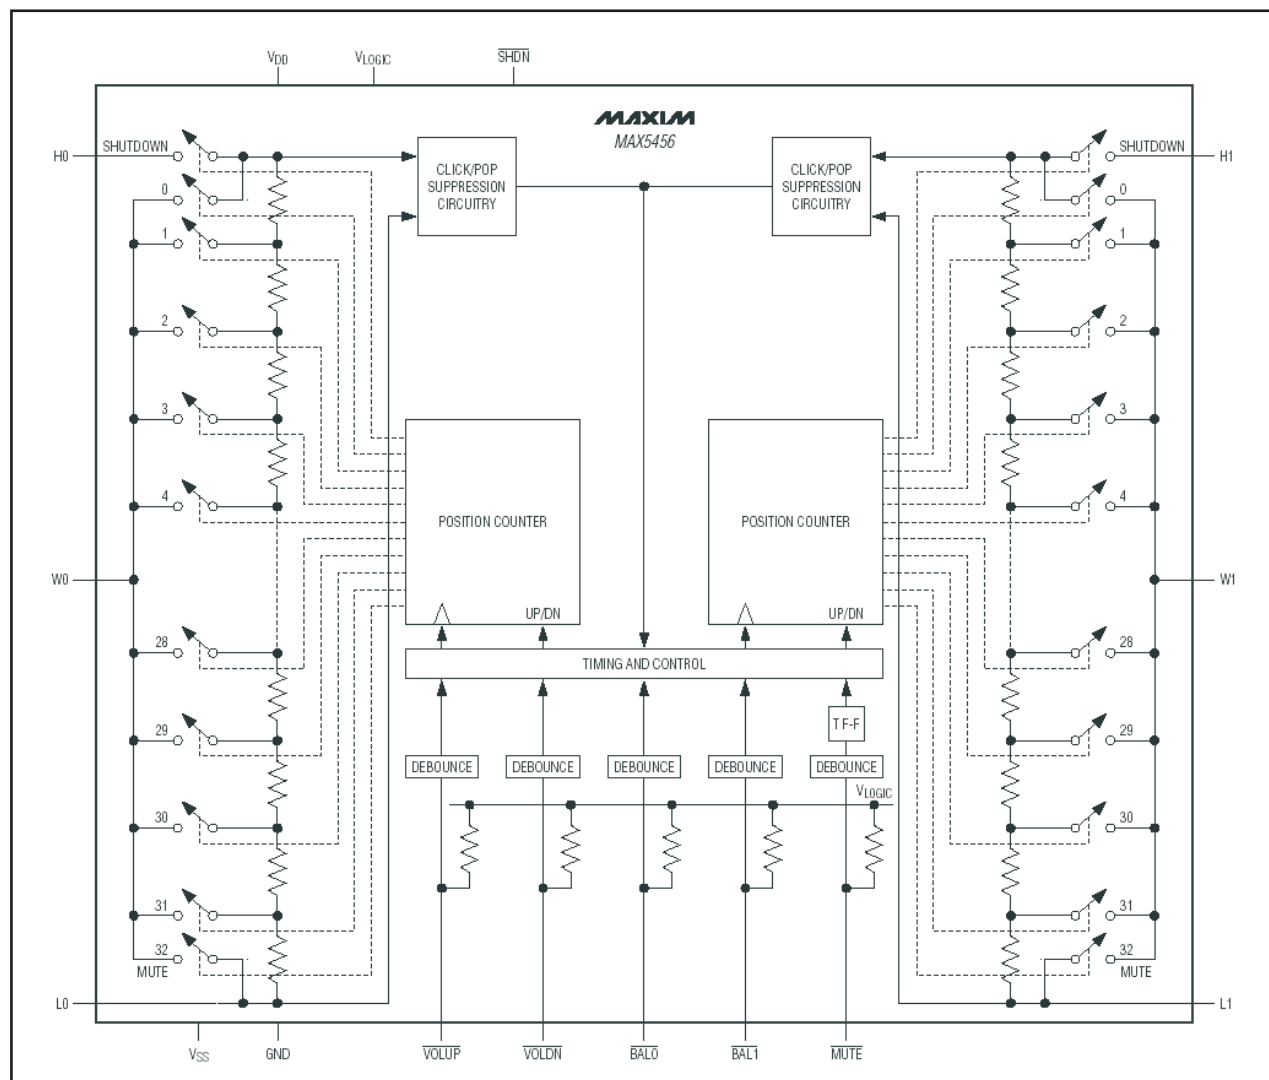 VDD
VLOGIC
SHDN
MAXIM
MAX5456
H0
SHUTDOWN
0
1
2
3
4
W0
28
29
30
31
32
MUTE
L0
CLICK/POP
SUPPRESSION
CIRCUITRY
CLICK/POP
SUPPRESSION
CIRCUITRY
POSITION COUNTER
UP/DN
POSITION COUNTER
UP/DN
TIMING AND CONTROL
T F-F
DEBOUNCE
DEBOUNCE
DEBOUNCE
DEBOUNCE
DEBOUNCE
VLOGIC
SHUTDOWN
H1
0
1
2
3
4
W1
28
29
30
31
32
MUTE
L1
VSS
GND
VOLUP
VOLDN
BAL0
BAL1
MUTE